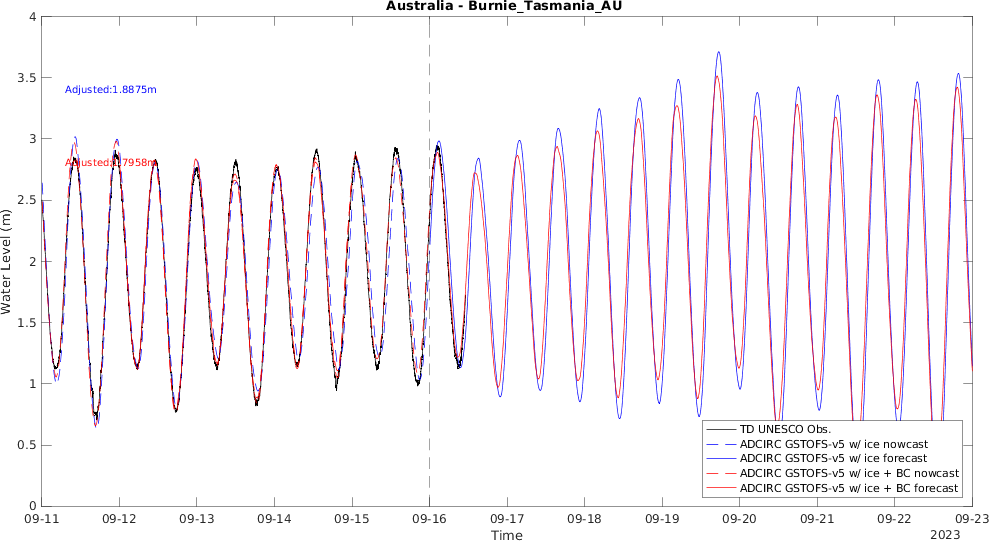 Australia - Burnie_Tasmania_AU
4
3.5
Adjusted:1.8875m
3
2.5
Water Level (m)
2
1.5
1
0.5
0
TD UNESCO Obs.
ADCIRC GSTOFS-v5 w/ ice nowcast
ADCIRC GSTOFS-v5 w/ ice forecast
ADCIRC GSTOFS-v5 w/ ice + BC nowcast
ADCIRC GSTOFS-v5 w/ ice + BC forecast
09-11 09-12 09-13 09-14 09-15 09-16 09-17 09-18 09-19 09-20 09-21 09-22 09-23
Time
2023